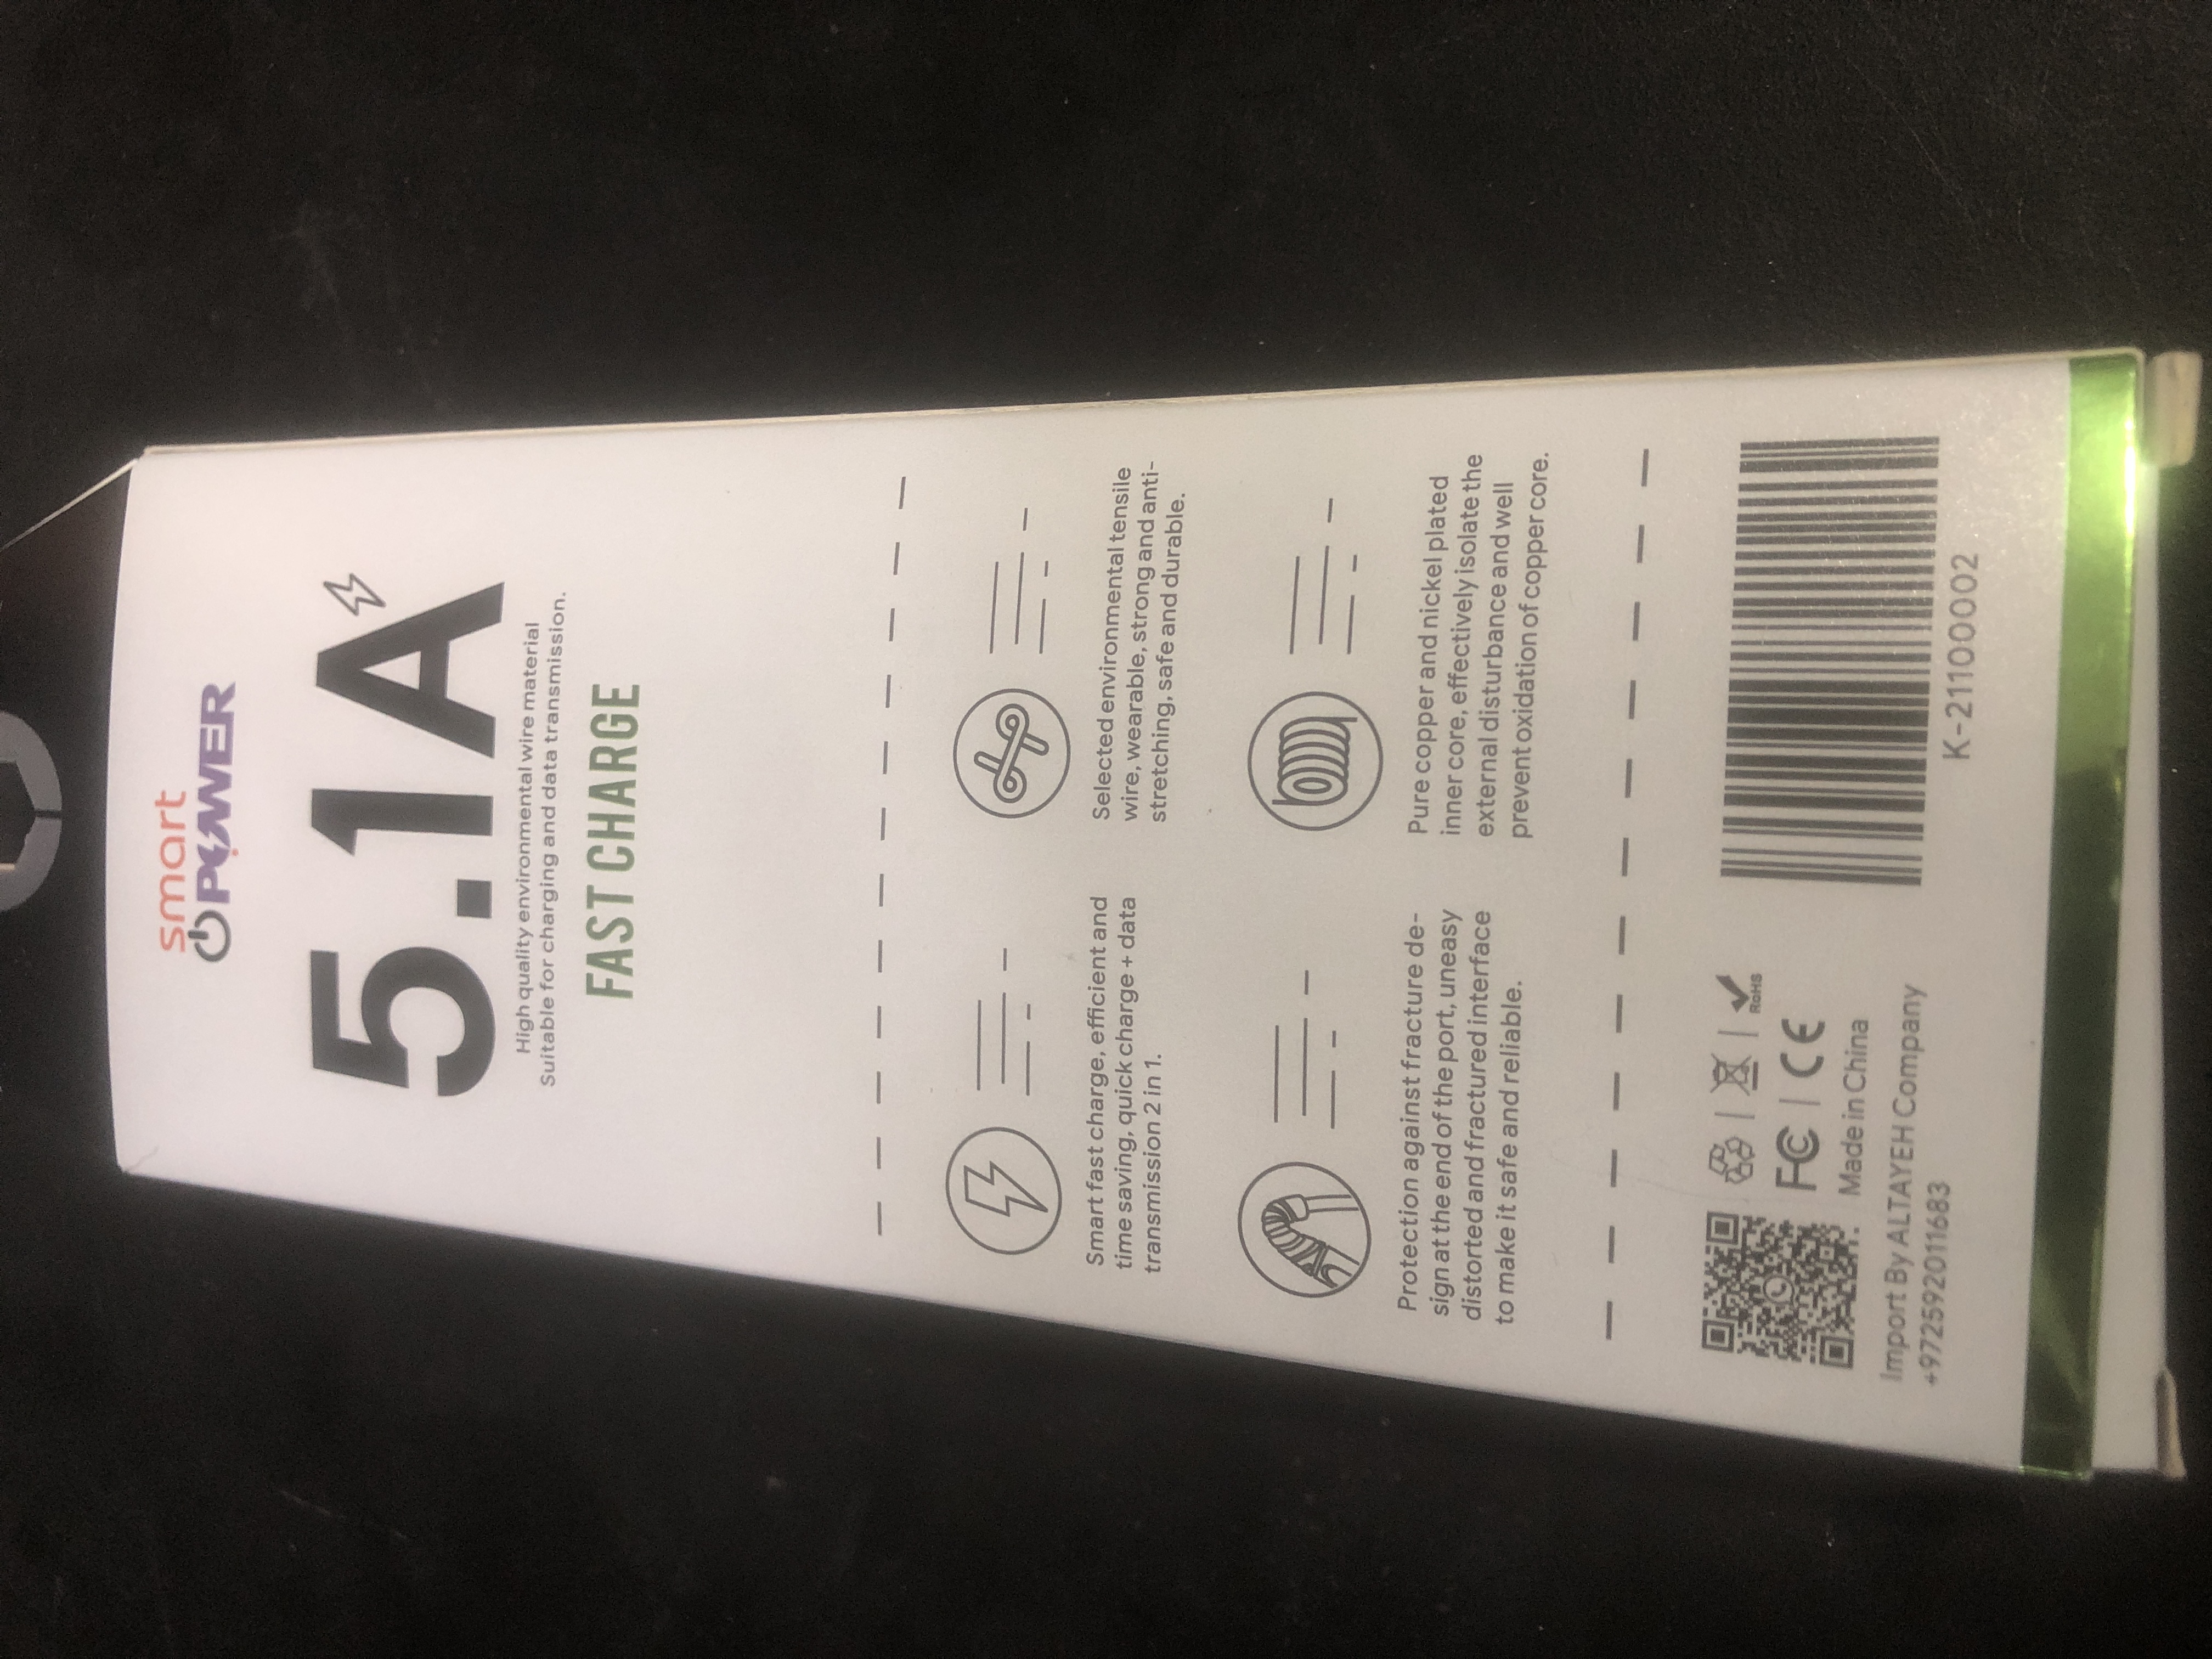 smart
POWER
5.1A
High quality environmental wire material
Suitable for charging and data transmission.
FAST CHARGE
Smart fast charge, efficient and
time saving, quick charge + data
transmission 2 in 1.
Selected environmental tensile
wire, wearable, strong and anti-
stretching, safe and durable.
Protection against fracture de-
sign at the end of the port, uneasy
distorted and fractured interface
to make it safe and reliable.
Pure copper and nickel plated
inner core, effectively isolate the
external disturbance and well
prevent oxidation of copper core.
RoHS
FC | CE
Made in China
Import By ALTAYEH Company
+972592011683
K-21100002